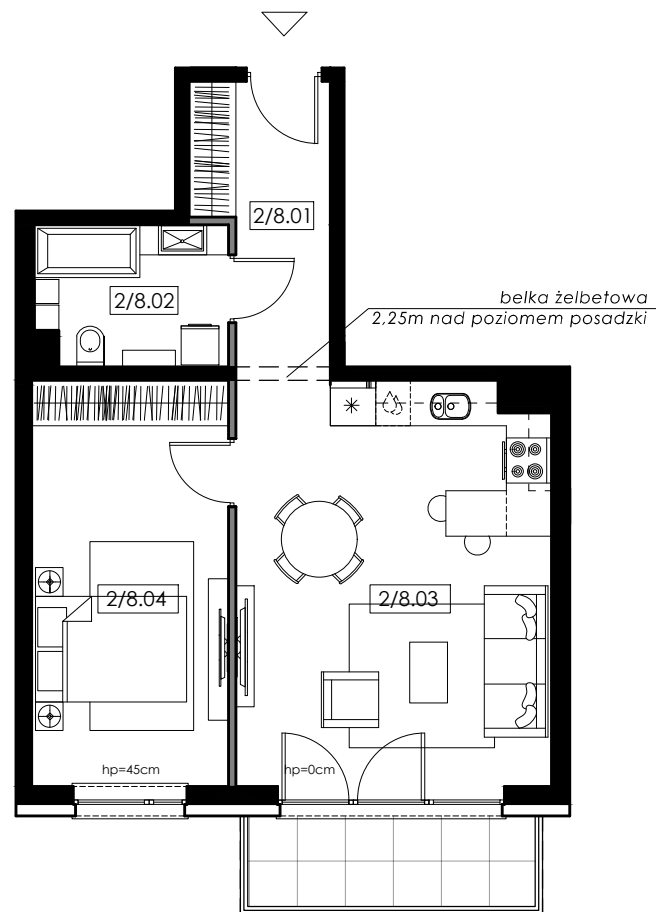 2/8.01
2/8.02
belka żelbetowa
2,25m nad poziomem posadzki
2/8.04
2/8.03
hp=45cm
hp=0cm